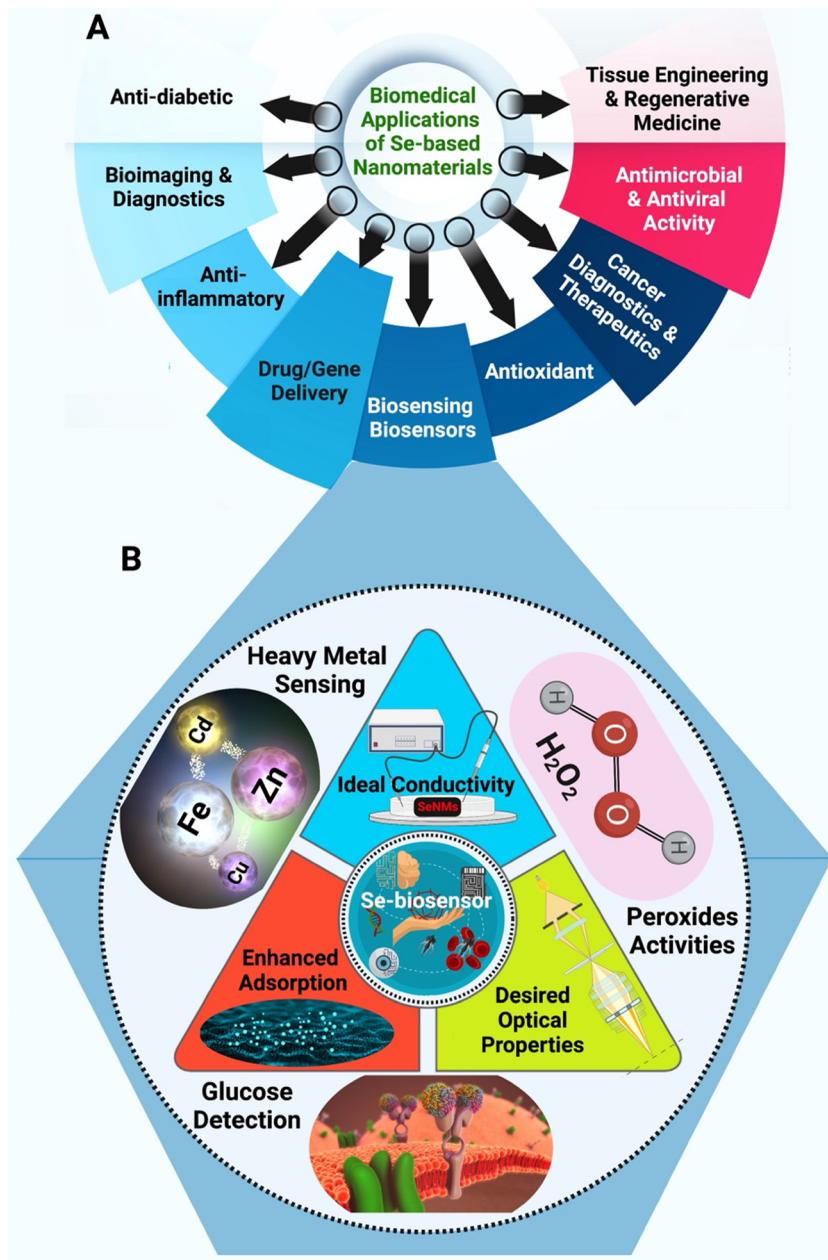 A
Biomedical
Applications
of Se-based
Nanomaterials
Anti-diabetic
Bioimaging &
Diagnostics
Anti-
inflammatory
Drug/Gene
Delivery
Biosensing
Biosensors
Antioxidant
Cancer
Diagnostics &
Therapeutics
Antimicrobial
& Antiviral
Activity
Tissue Engineering
& Regenerative
Medicine
B
Heavy Metal
Sensing
Cd
Zn
Fe
Cu
Ideal Conductivity
SeNMs
H
O
O
H
H₂O₂
Peroxides
Activities
Se-biosensor
Enhanced
Adsorption
Desired
Optical
Properties
Glucose
Detection